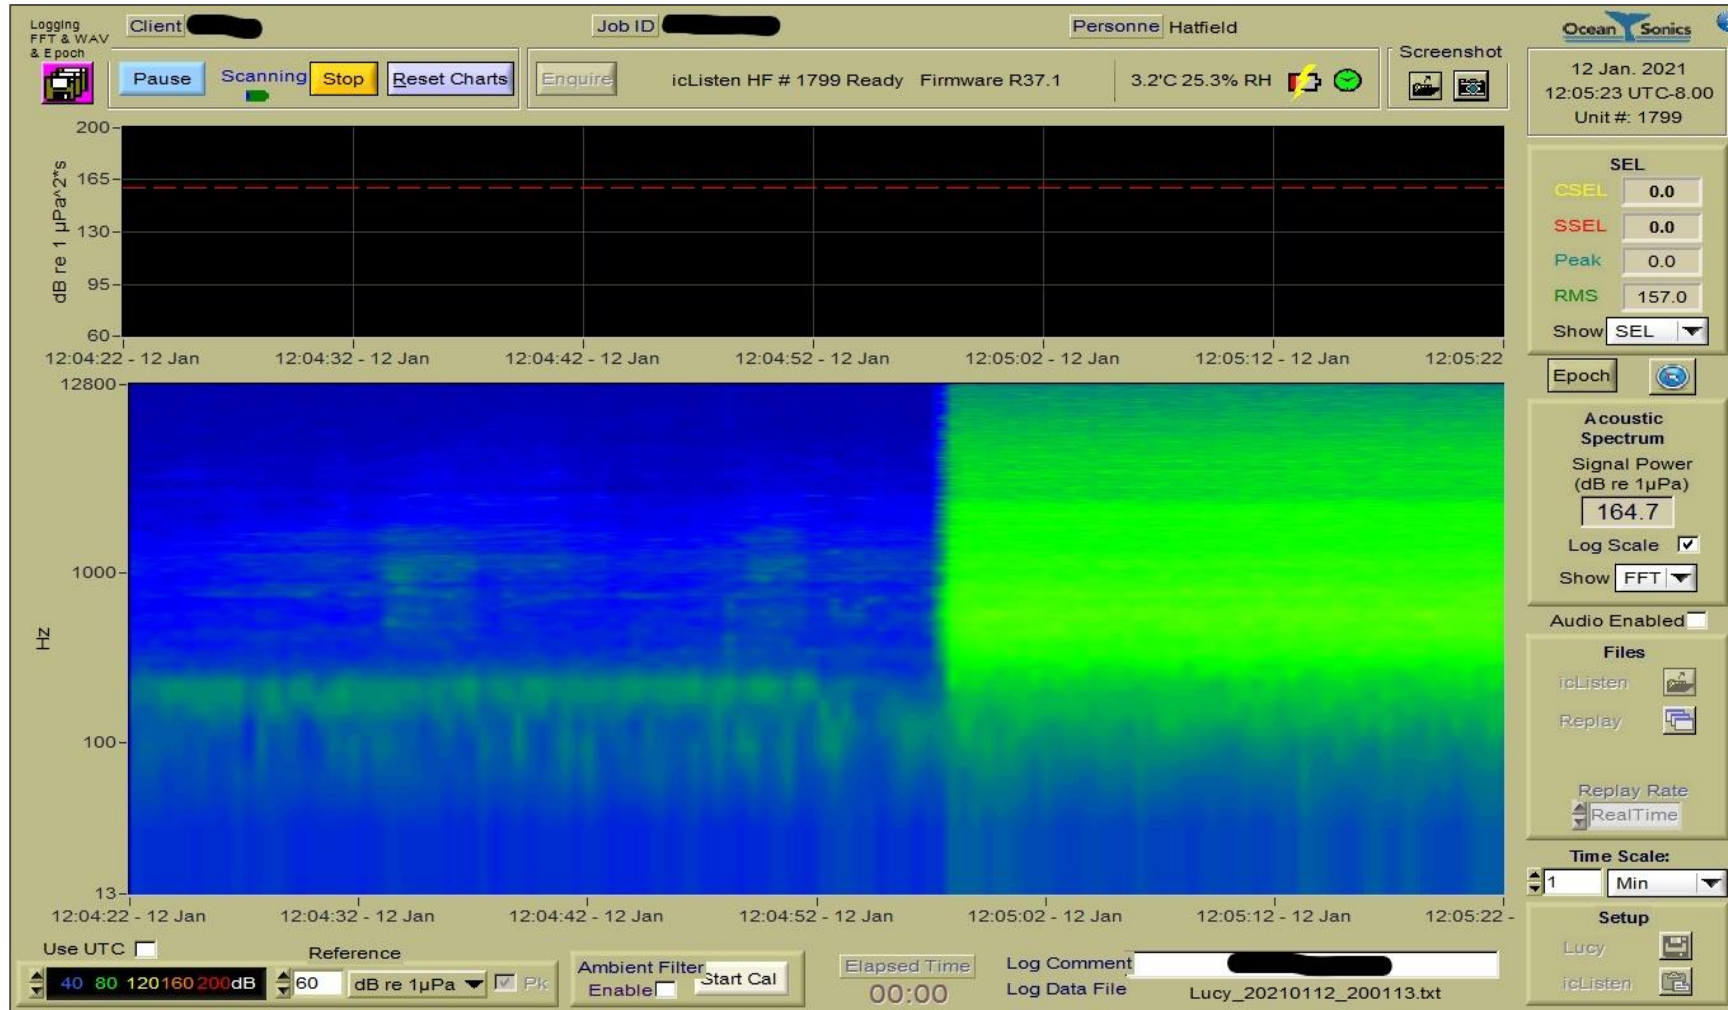 Logging
FFT & WAV
& Epoch
Client
Job ID
Personne Hatfield
Ocean Sonics
Pause
Scanning
Stop
Reset Charts
Enquire
icListen HF # 1799 Ready Firmware R37.1
3.2'C 25.3% RH
Screenshot
12 Jan. 2021
12:05:23 UTC-8.00
Unit #: 1799
200
165
130
95
60
dB re 1 µPa^2*s
12:04:22 - 12 Jan
12:04:32 - 12 Jan
12:04:42 - 12 Jan
12:04:52 - 12 Jan
12:05:02 - 12 Jan
12:05:12 - 12 Jan
12:05:22
SEL
CSEL 0.0
SSEL 0.0
Peak 0.0
RMS 157.0
Show SEL
Epoch
12800
1000
100
13
Hz
12:04:22 - 12 Jan
12:04:32 - 12 Jan
12:04:42 - 12 Jan
12:04:52 - 12 Jan
12:05:02 - 12 Jan
12:05:12 - 12 Jan
12:05:22 -
Acoustic
Spectrum
Signal Power
(dB re 1µPa)
164.7
Log Scale
Show FFT
Audio Enabled
Files
icListen
Replay
Replay Rate
RealTime
Time Scale:
1 Min
Setup
Lucy
icListen
Use UTC
40 80 120 160 200 dB
Reference
60 dB re 1µPa Pk
Ambient Filter
Enable
Start Cal
Elapsed Time
00:00
Log Comment
Log Data File Lucy_20210112_200113.txt